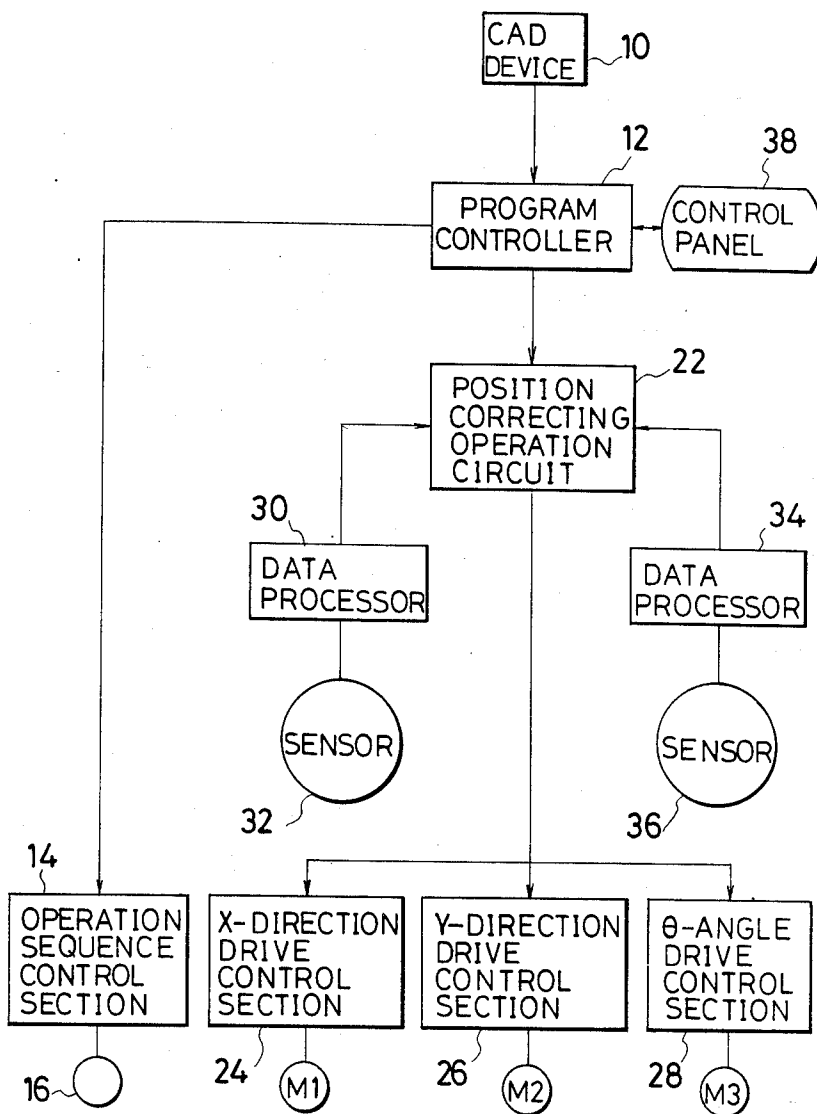 CAD
DEVICE
10
12
38
PROGRAM
CONTROLLER
CONTROL
PANEL
22
POSITION
CORRECTING
OPERATION
CIRCUIT
30
34
DATA
PROCESSOR
DATA
PROCESSOR
SENSOR
SENSOR
32
36
14
OPERATION
SEQUENCE
CONTROL
SECTION
X-DIRECTION
DRIVE
CONTROL
SECTION
Y-DIRECTION
DRIVE
CONTROL
SECTION
θ-ANGLE
DRIVE
CONTROL
SECTION
16
24
M1
26
M2
28
M3